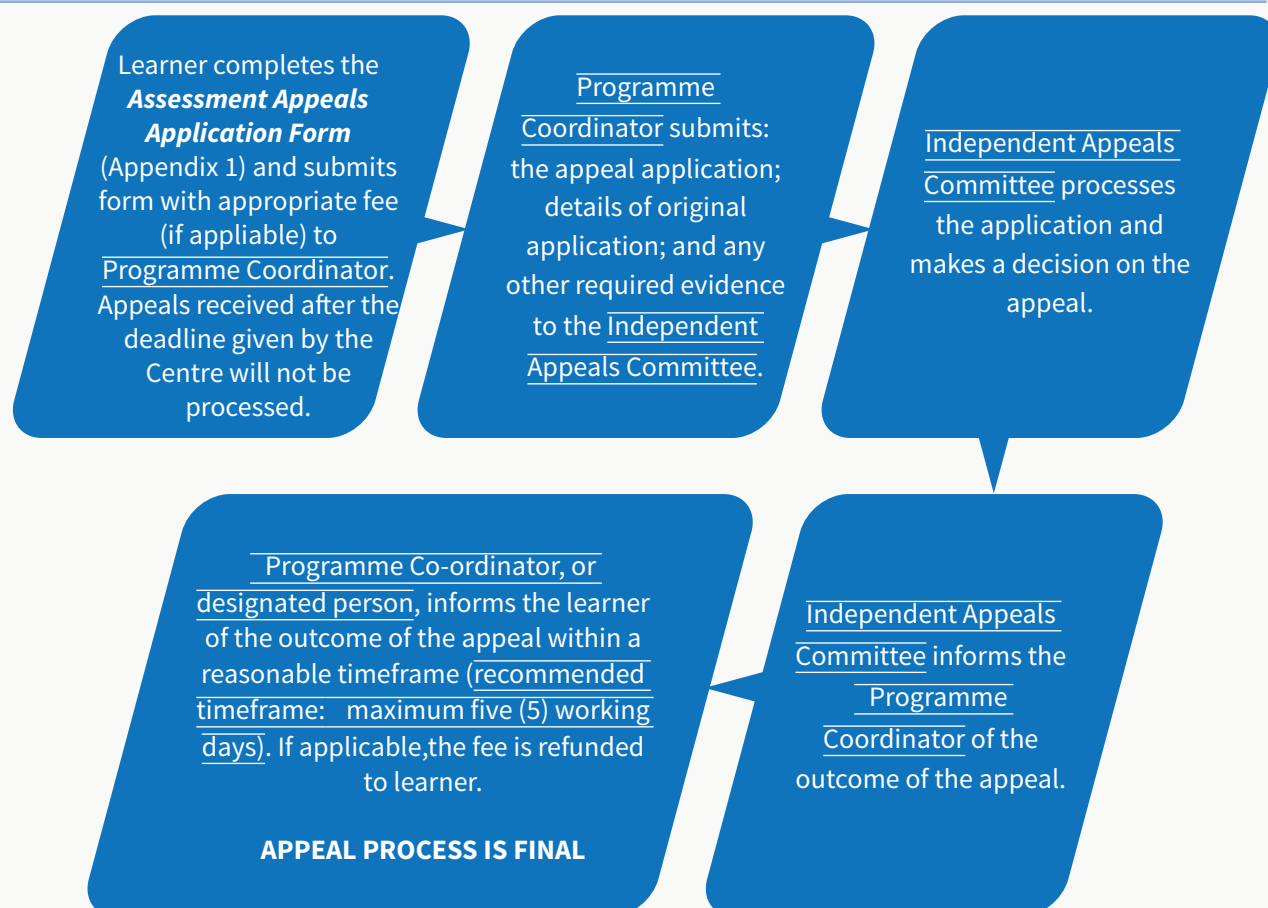 Learner completes the
Assessment Appeals
Application Form
(Appendix 1) and submits
form with appropriate fee
(if appliable) to
Programme Coordinator.
Appeals received after the
deadline given by the
Centre will not be
processed.
Programme
Coordinator submits:
the appeal application;
details of original
application; and any
other required evidence
to the Independent
Appeals Committee.
Independent Appeals
Committee processes
the application and
makes a decision on the
appeal.
Independent Appeals
Committee informs the
Programme
Coordinator of the
outcome of the appeal.
Programme Co-ordinator, or
designated person, informs the learner
of the outcome of the appeal within a
reasonable timeframe (recommended
timeframe: maximum five (5) working
days). If applicable,the fee is refunded
to learner.
APPEAL PROCESS IS FINAL